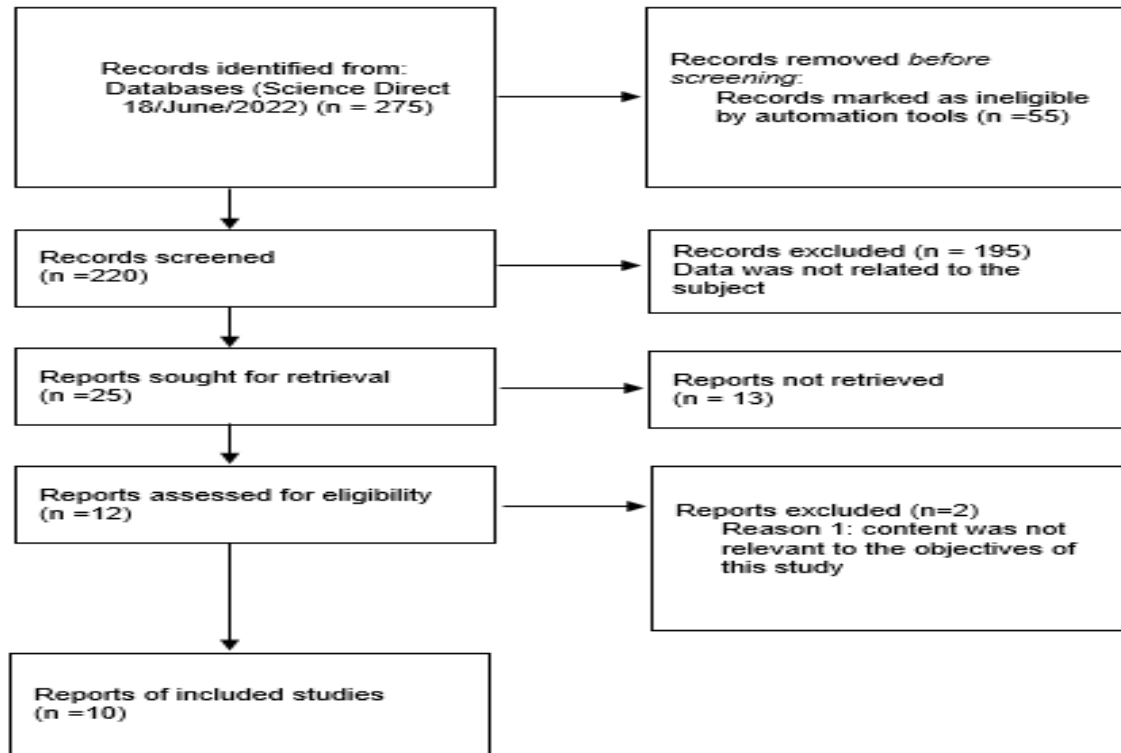 Records identified from:
Databases (Science Direct
18/June/2022) (n = 275)
Records removed before
screening:
Records marked as ineligible
by automation tools (n =55)
Records screened
(n =220)
Records excluded (n = 195)
Data was not related to the
subject
Reports sought for retrieval
(n =25)
Reports not retrieved
(n = 13)
Reports assessed for eligibility
(n =12)
Reports excluded (n=2)
Reason 1: content was not
relevant to the objectives of
this study
Reports of included studies
(n =10)